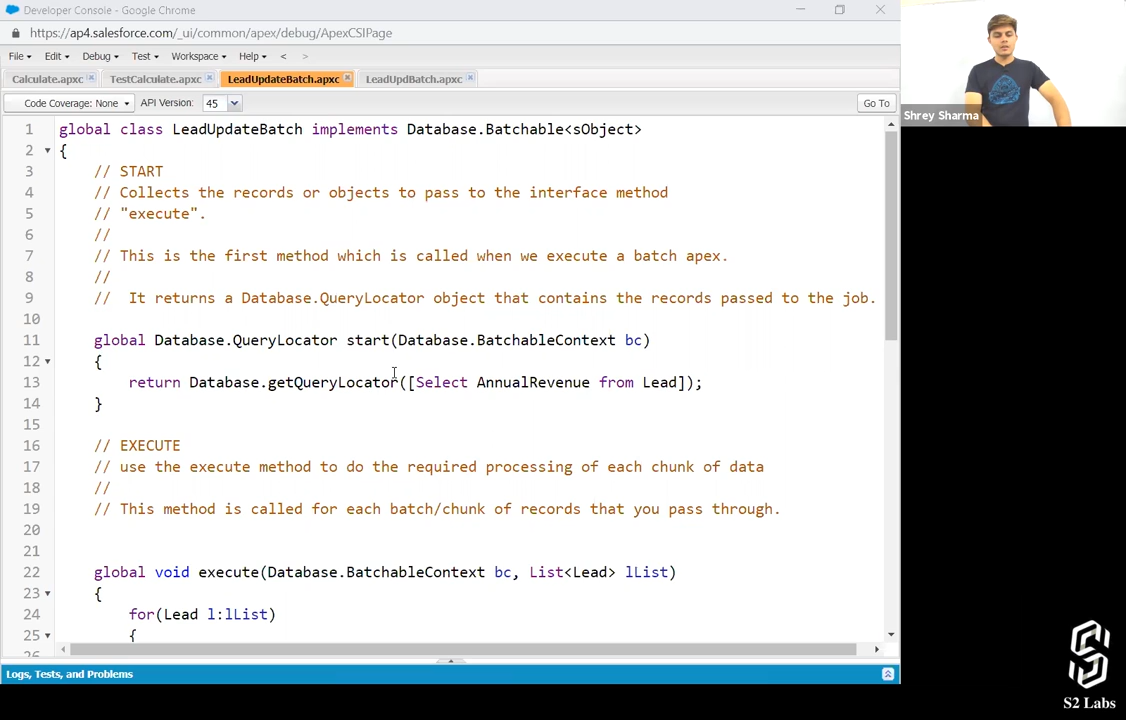 Developer Console - Google Chrome
https://ap4.salesforce.com/_ui/common/apex/debug/ApexCSIPage
File Edit Debug Test Workspace Help < >
Calculate.apxc TestCalculate.apxc LeadUpdateBatch.apxc LeadUpdBatch.apxc
Code Coverage: None API Version: 45 Go To
1 global class LeadUpdateBatch implements Database.Batchable<sObject>
2 {
3 // START
4 // Collects the records or objects to pass to the interface method
5 // "execute".
6 //
7 // This is the first method which is called when we execute a batch apex.
8 //
9 // It returns a Database.QueryLocator object that contains the records passed to the job.
10
11 global Database.QueryLocator start(Database.BatchableContext bc)
12 {
13 return Database.getQueryLocator([Select AnnualRevenue from Lead]);
14 }
15
16 // EXECUTE
17 // use the execute method to do the required processing of each chunk of data
18 //
19 // This method is called for each batch/chunk of records that you pass through.
20
21
22 global void execute(Database.BatchableContext bc, List<Lead> lList)
23 {
24 for(Lead l:lList)
25 {
26
Logs, Tests, and Problems
Shrey Sharma
S2 Labs